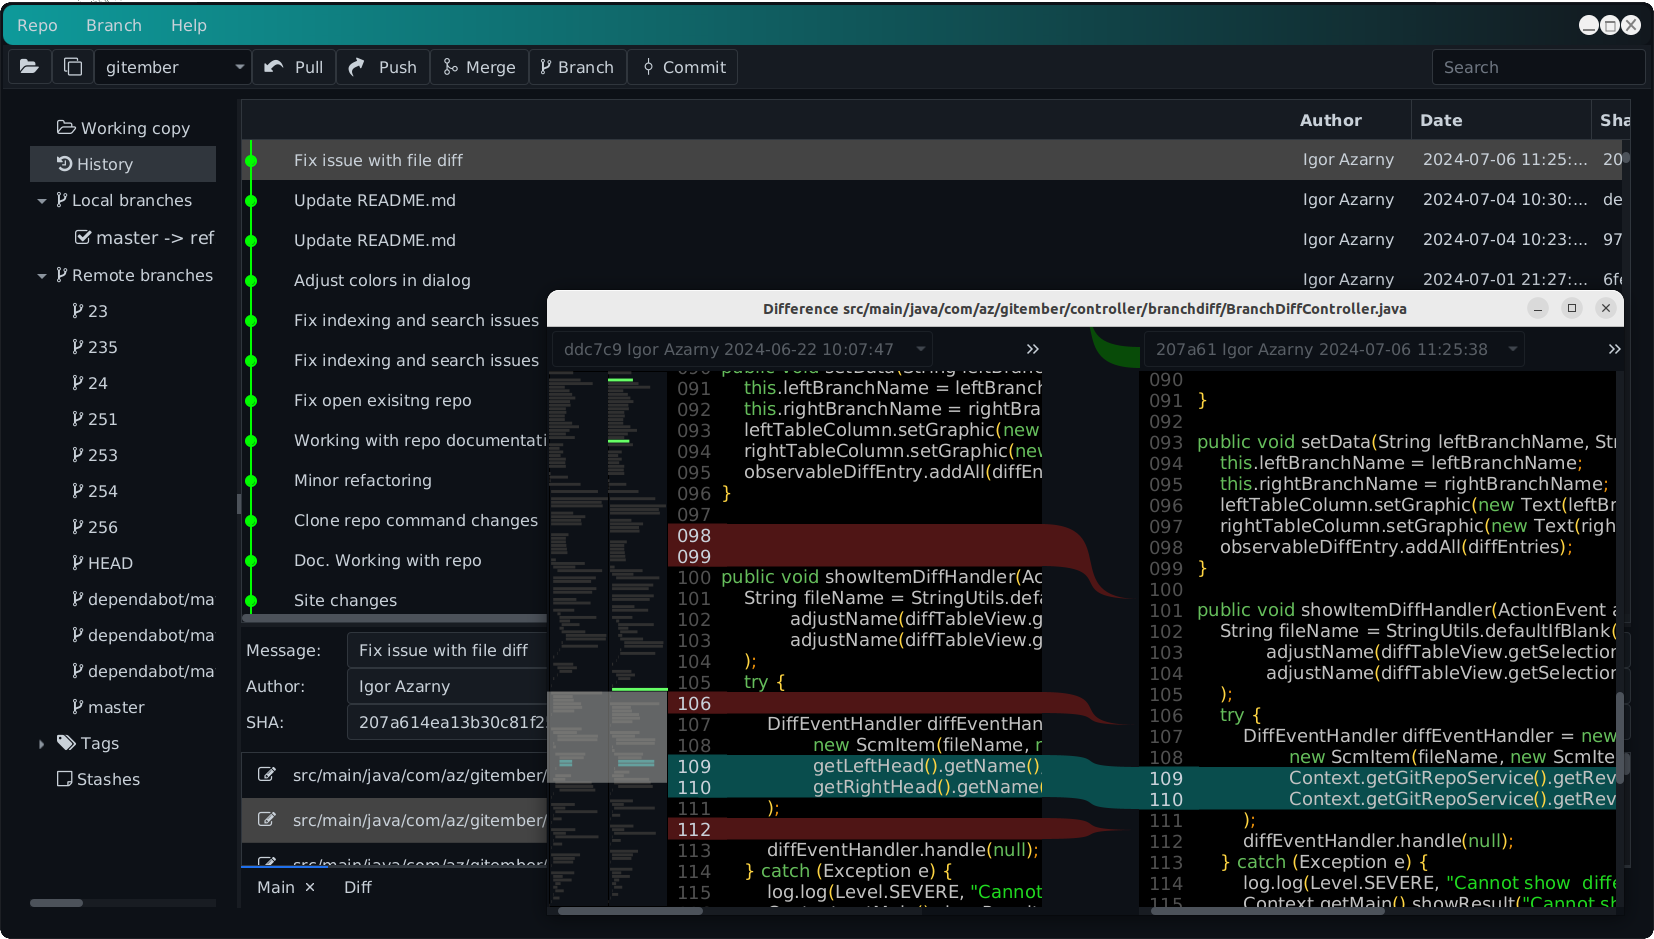 Repo Branch Help
gitember Pull Push Merge Branch Commit Search
Working copy
History
Local branches
master -> ref
Remote branches
23
235
24
251
253
254
256
HEAD
dependabot/ma
dependabot/ma
dependabot/ma
master
Tags
Stashes
Author Date Sha
Fix issue with file diff Igor Azarny 2024-07-06 11:25:... 20
Update README.md Igor Azarny 2024-07-04 10:30:... de
Update README.md Igor Azarny 2024-07-04 10:23:... 97
Adjust colors in dialog Igor Azarny 2024-07-01 21:27:... 6fe
Fix indexing and search issues
Fix indexing and search issues
Fix open exisitng repo
Working with repo documentati
Minor refactoring
Clone repo command changes
Doc. Working with repo
Site changes
Message: Fix issue with file diff
Author: Igor Azarny
SHA: 207a614ea13b30c81f2
src/main/java/com/az/gitember/
src/main/java/com/az/gitember/
src/main/java/com/az/gitember/
Main × Diff
Difference src/main/java/com/az/gitember/controller/branchdiff/BranchDiffController.java
ddc7c9 Igor Azarny 2024-06-22 10:07:47 »
090 public void setData(String leftBranch
091 this.leftBranchName = leftBranch
092 this.rightBranchName = rightBra
093 leftTableColumn.setGraphic(new
094 rightTableColumn.setGraphic(new
095 observableDiffEntry.addAll(diffEn
096 }
097
098
099
100 public void showItemDiffHandler(Ac
101 String fileName = StringUtils.defa
102 adjustName(diffTableView.g
103 adjustName(diffTableView.g
104 );
105 try {
106
107 DiffEventHandler diffEventHan
108 new ScmItem(fileName, n
109 getLeftHead().getName()
110 getRightHead().getName(
111 );
112
113 diffEventHandler.handle(null);
114 } catch (Exception e) {
115 log.log(Level.SEVERE, "Cannot
207a61 Igor Azarny 2024-07-06 11:25:38 »
090
091 }
092
093 public void setData(String leftBranchName, Str
094 this.leftBranchName = leftBranchName;
095 this.rightBranchName = rightBranchName;
096 leftTableColumn.setGraphic(new Text(leftBr
097 rightTableColumn.setGraphic(new Text(righ
098 observableDiffEntry.addAll(diffEntries);
099 }
100
101 public void showItemDiffHandler(ActionEvent a
102 String fileName = StringUtils.defaultIfBlank(
103 adjustName(diffTableView.getSelection
104 adjustName(diffTableView.getSelection
105 );
106 try {
107 DiffEventHandler diffEventHandler = new
108 new ScmItem(fileName, new ScmIte
109 Context.getGitRepoService().getRev
110 Context.getGitRepoService().getRev
111 );
112 diffEventHandler.handle(null);
113 } catch (Exception e) {
114 log.log(Level.SEVERE, "Cannot show diffe
115 Context.getMain().showResult("Cannot sh